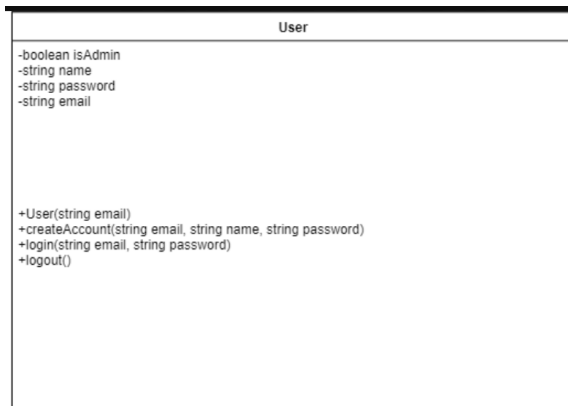 User
-boolean isAdmin
-string name
-string password
-string email
+User(string email)
+createAccount(string email, string name, string password)
+login(string email, string password)
+logout()